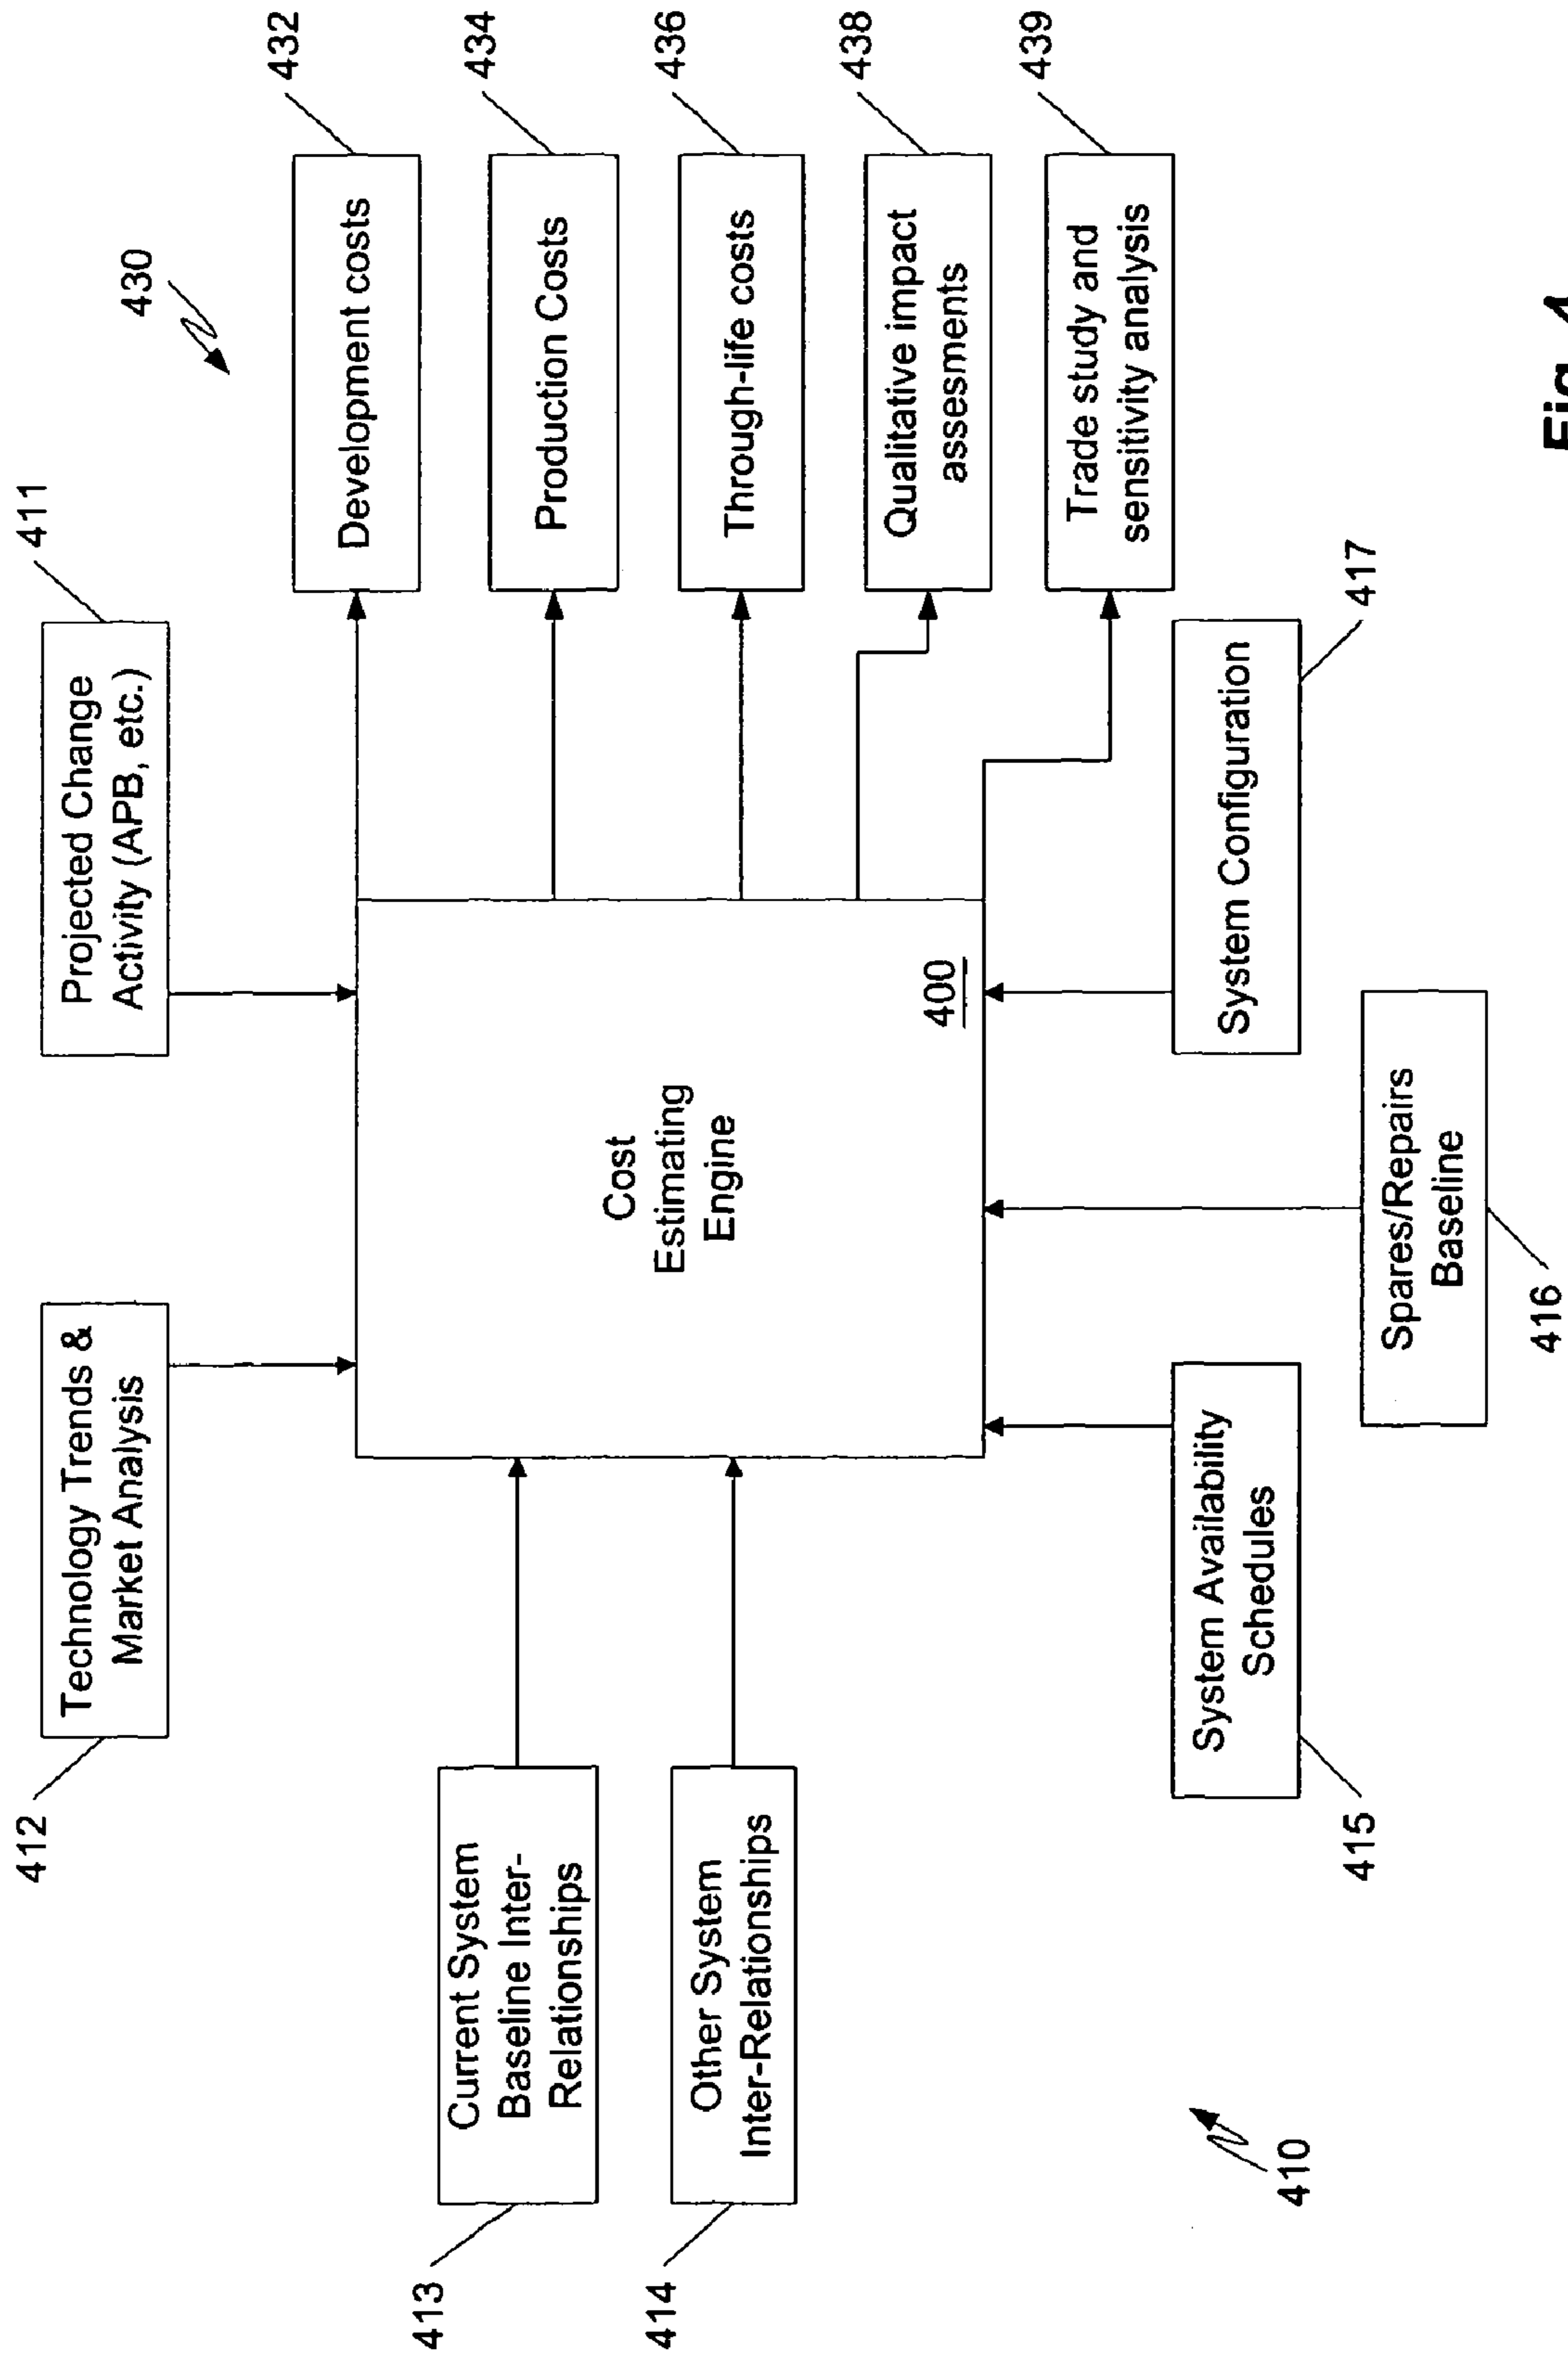 412
Technology Trends &
Market Analysis
Projected Change
Activity (APB, etc.)
411
430
413
Current System
Baseline Inter-
Relationships
414
Other System
Inter-Relationships
Cost
Estimating
Engine
400
Development costs
432
Production Costs
434
Through-life costs
436
Qualitative impact
assesments
438
Trade study and
sensitivity analysis
439
410
System Availability
Schedules
415
Spares/Repairs
Baseline
416
System Configuration
417